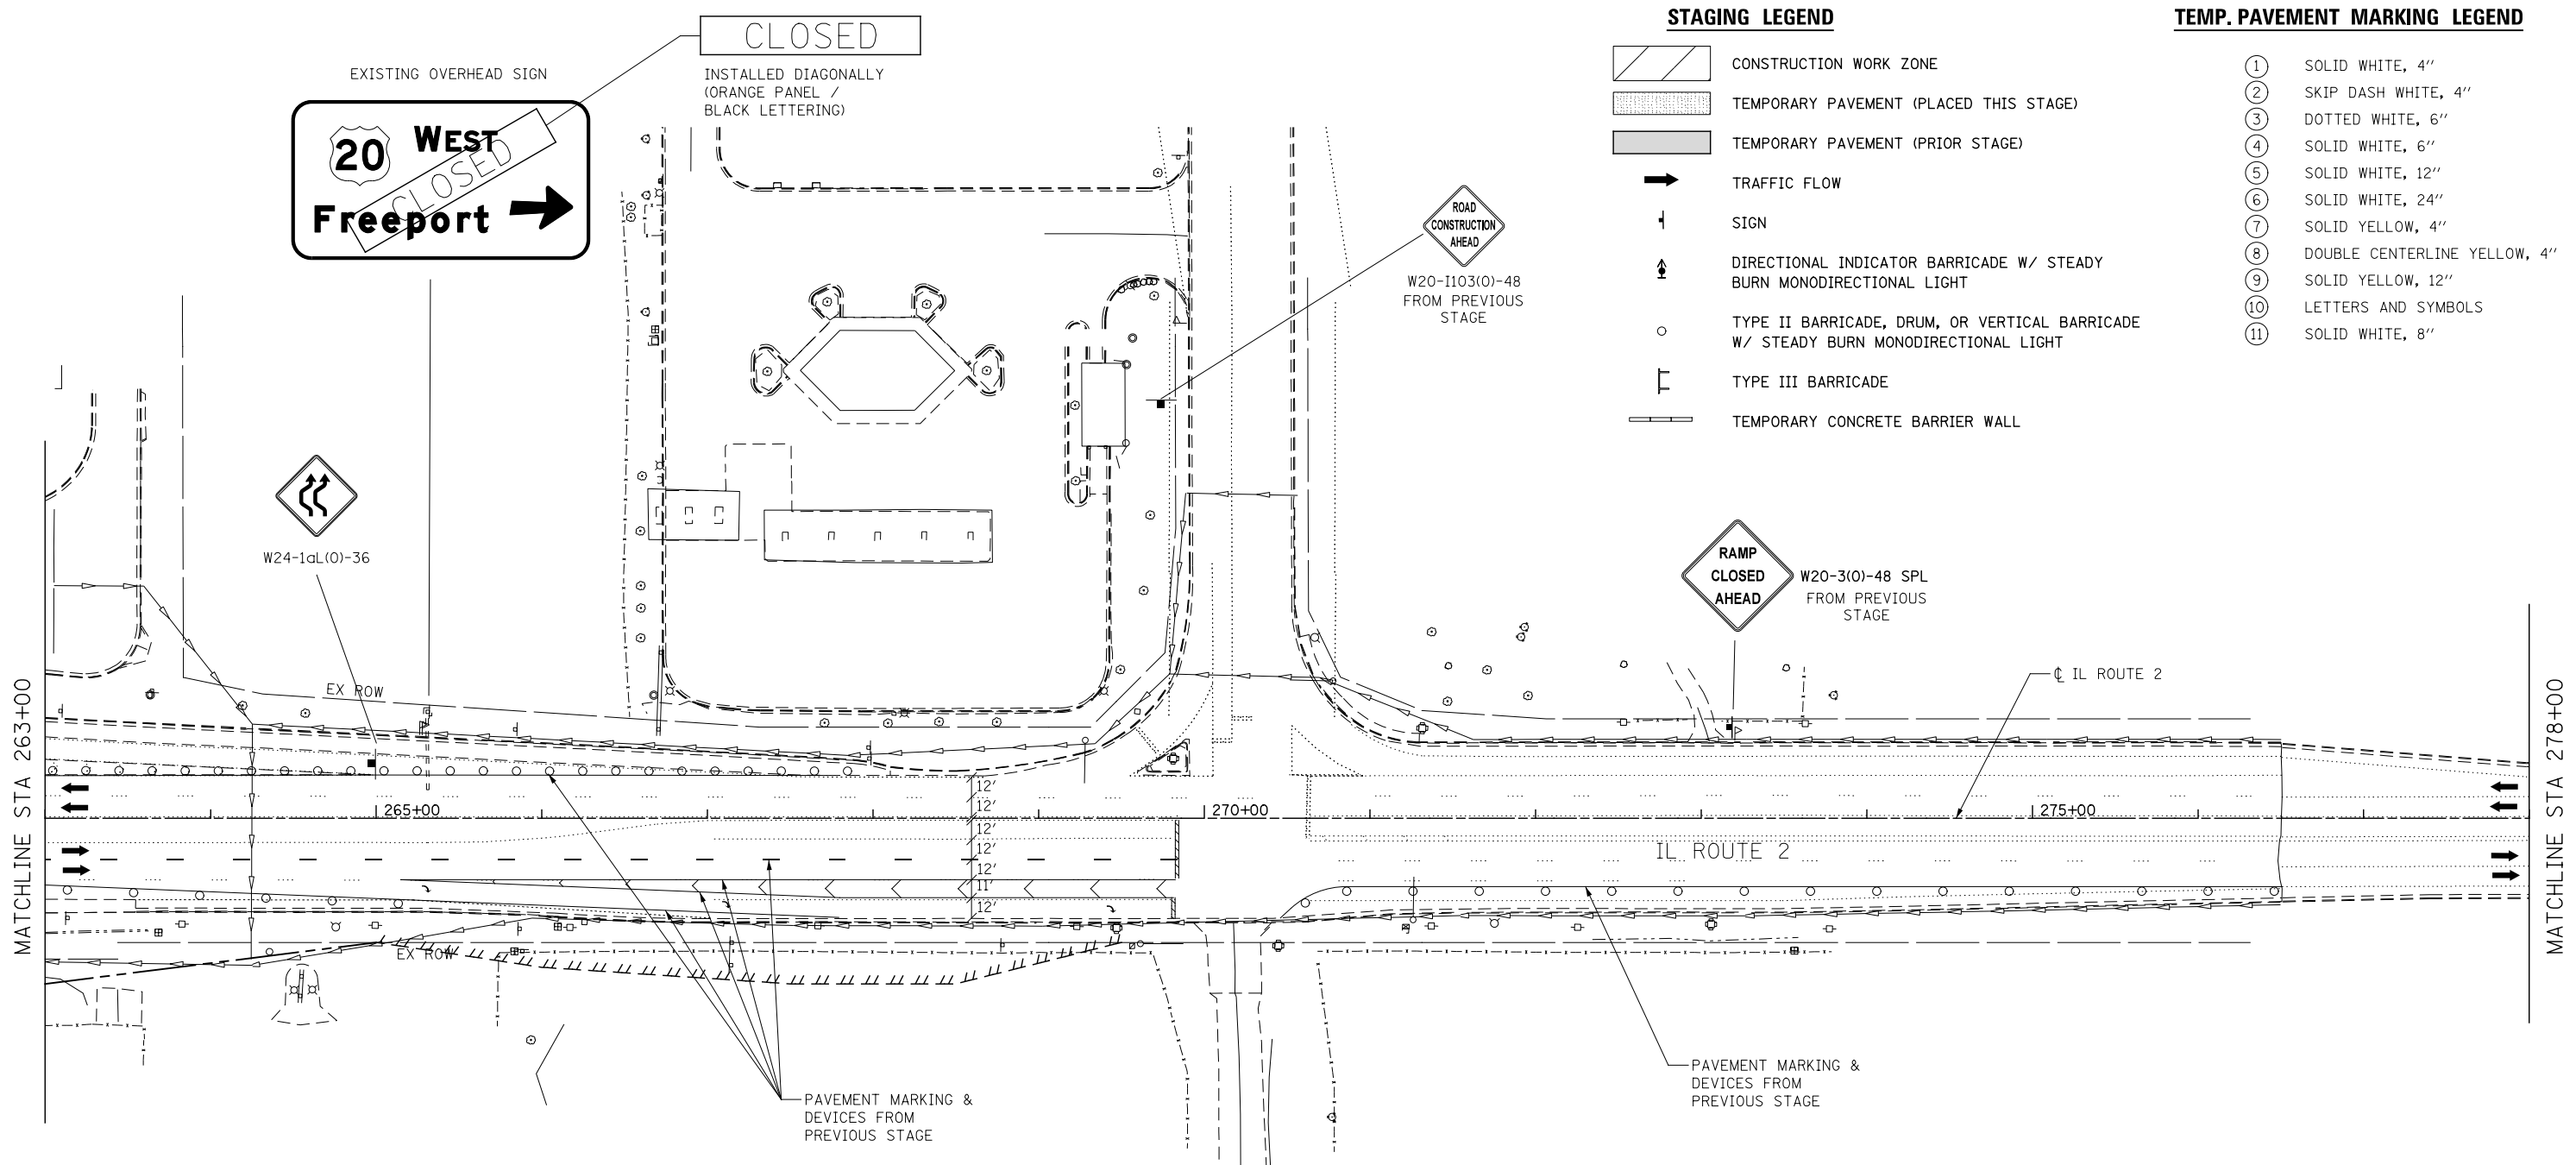 CLOSED
EXISTING OVERHEAD SIGN
INSTALLED DIAGONALLY
(ORANGE PANEL /
BLACK LETTERING)
20 WEST
CLOSED
Freeport
STAGING LEGEND
CONSTRUCTION WORK ZONE
TEMPORARY PAVEMENT (PLACED THIS STAGE)
TEMPORARY PAVEMENT (PRIOR STAGE)
TRAFFIC FLOW
SIGN
DIRECTIONAL INDICATOR BARRICADE W/ STEADY
BURN MONODIRECTIONAL LIGHT
TYPE II BARRICADE, DRUM, OR VERTICAL BARRICADE
W/ STEADY BURN MONODIRECTIONAL LIGHT
TYPE III BARRICADE
TEMPORARY CONCRETE BARRIER WALL
TEMP. PAVEMENT MARKING LEGEND
1 SOLID WHITE, 4"
2 SKIP DASH WHITE, 4"
3 DOTTED WHITE, 6"
4 SOLID WHITE, 6"
5 SOLID WHITE, 12"
6 SOLID WHITE, 24"
7 SOLID YELLOW, 4"
8 DOUBLE CENTERLINE YELLOW, 4"
9 SOLID YELLOW, 12"
10 LETTERS AND SYMBOLS
11 SOLID WHITE, 8"
ROAD
CONSTRUCTION
AHEAD
W20-I103(O)-48
FROM PREVIOUS
STAGE
W24-1aL(O)-36
RAMP
CLOSED
AHEAD
W20-3(O)-48 SPL
FROM PREVIOUS
STAGE
EX ROW
℄ IL ROUTE 2
MATCHLINE STA 263+00
MATCHLINE STA 278+00
265+00
270+00
275+00
12'
12'
12'
12'
12'
11'
12'
IL ROUTE 2
EX ROW
PAVEMENT MARKING &
DEVICES FROM
PREVIOUS STAGE
PAVEMENT MARKING &
DEVICES FROM
PREVIOUS STAGE